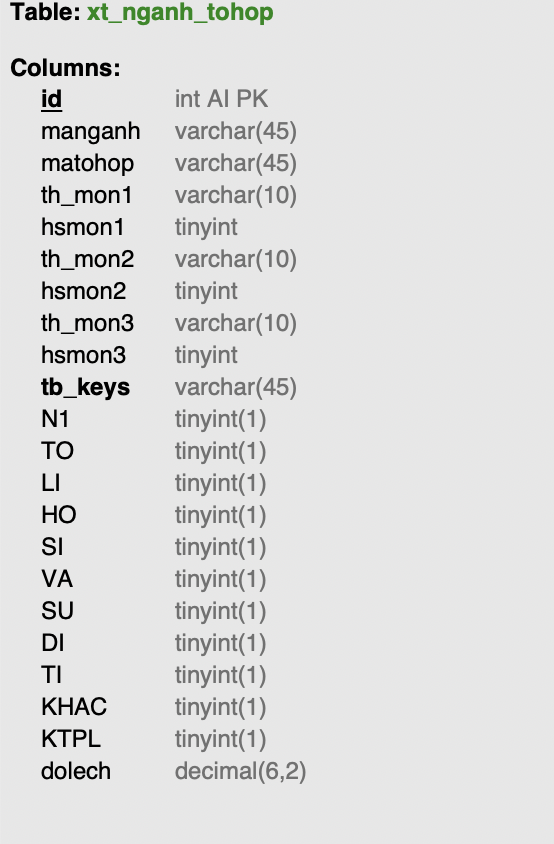 Table: xt_nganh_tohop
Columns:
id int AI PK
manganh varchar(45)
matohop varchar(45)
th_mon1 varchar(10)
hsmon1 tinyint
th_mon2 varchar(10)
hsmon2 tinyint
th_mon3 varchar(10)
hsmon3 tinyint
tb_keys varchar(45)
N1 tinyint(1)
TO tinyint(1)
LI tinyint(1)
HO tinyint(1)
SI tinyint(1)
VA tinyint(1)
SU tinyint(1)
DI tinyint(1)
TI tinyint(1)
KHAC tinyint(1)
KTPL tinyint(1)
dolech decimal(6,2)